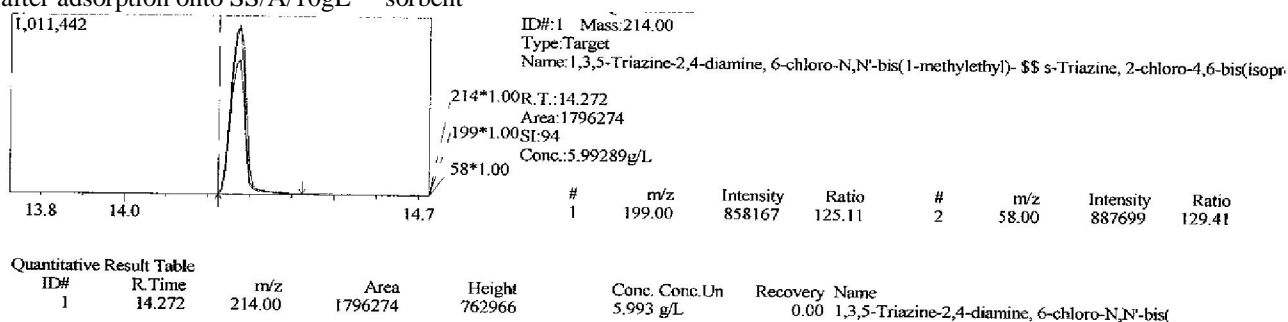 after adsorption onto SS/A/10gL sorbent
1,011,442
ID#:1 Mass:214.00
Type:Target
Name:1,3,5-Triazine-2,4-diamine, 6-chloro-N,N'-bis(1-methylethyl)- $$ s-Triazine, 2-chloro-4,6-bis(isopr
214*1.00
R.T.:14.272
Area:1796274
199*1.00
SI:94
Conc.:5.99289g/L
58*1.00
# m/z Intensity Ratio # m/z Intensity Ratio
1 199.00 858167 125.11 2 58.00 887699 129.41
13.8 14.0 14.7
Quantitative Result Table
ID# R.Time m/z Area Height Conc. Conc.Un Recovery Name
1 14.272 214.00 1796274 762966 5.993 g/L 0.00 1,3,5-Triazine-2,4-diamine, 6-chloro-N,N'-bis(